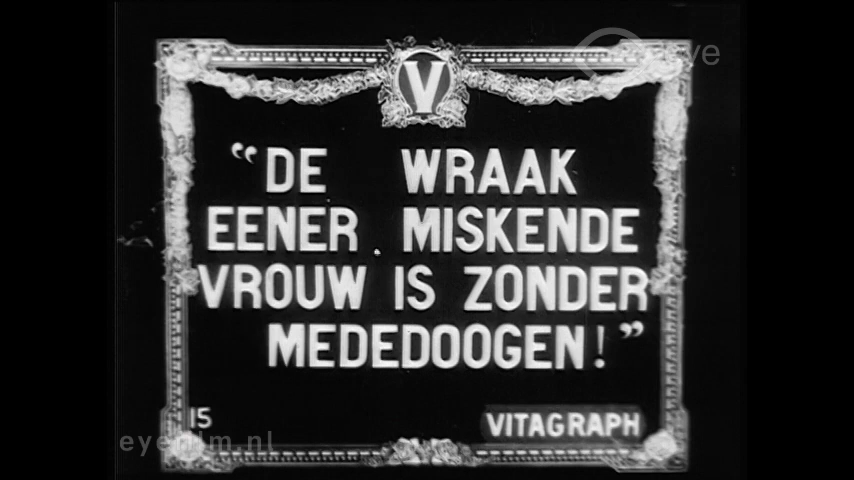 eye
V
“DE WRAAK
EENER MISKENDE
VROUW IS ZONDER
MEDEDOOGEN!”
15
VITAGRAPH
eyefilm.nl